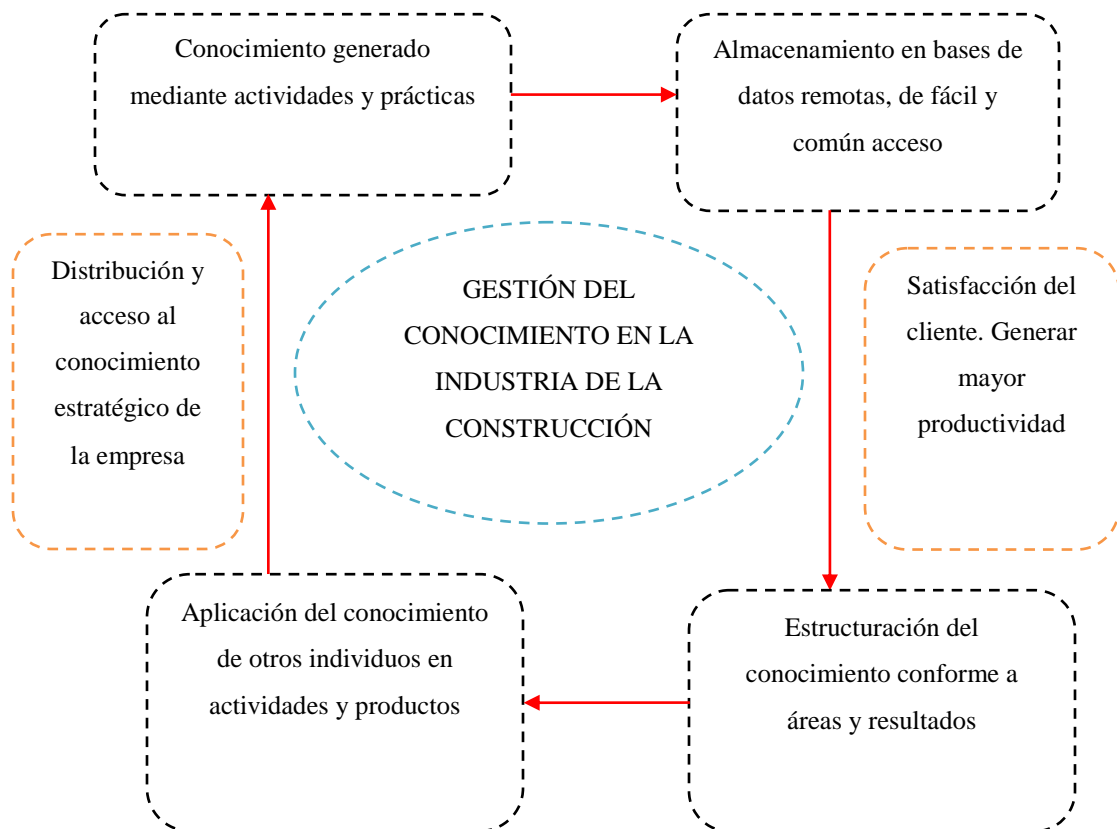 Conocimiento generado
mediante actividades y prácticas
Almacenamiento en bases de
datos remotas, de fácil y
común acceso
Distribución y
acceso al
conocimiento
estratégico de
la empresa
GESTIÓN DEL
CONOCIMIENTO EN LA
INDUSTRIA DE LA
CONSTRUCCIÓN
Satisfacción del
cliente. Generar
mayor
productividad
Aplicación del conocimiento
de otros individuos en
actividades y productos
Estructuración del
conocimiento conforme a
áreas y resultados